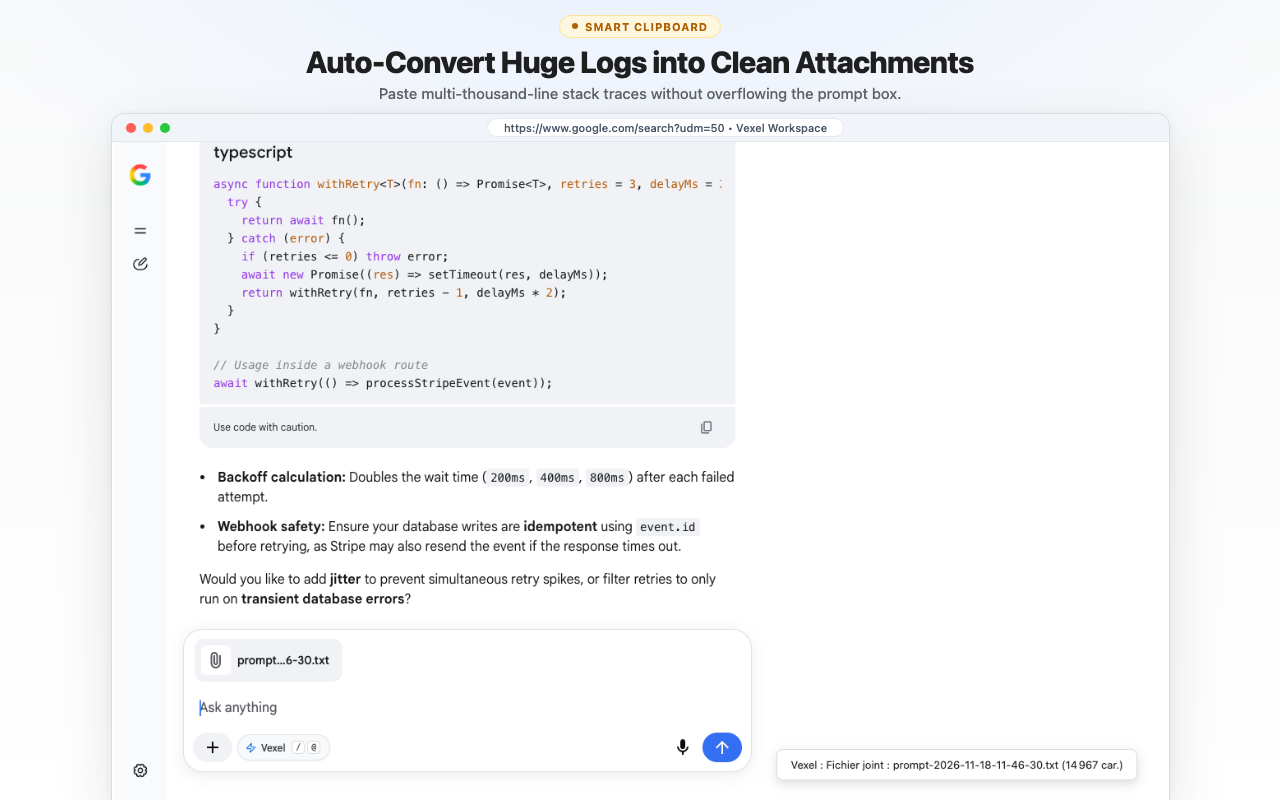 SMART CLIPBOARD
Auto-Convert Huge Logs into Clean Attachments
Paste multi-thousand-line stack traces without overflowing the prompt box.
https://www.google.com/search?udm=50 • Vexel Workspace
typescript
async function withRetry<T>(fn: () => Promise<T>, retries = 3, delayMs =
  try {
    return await fn();
  } catch (error) {
    if (retries <= 0) throw error;
    await new Promise((res) => setTimeout(res, delayMs));
    return withRetry(fn, retries - 1, delayMs * 2);
  }
}
// Usage inside a webhook route
await withRetry(() => processStripeEvent(event));
Use code with caution.
• Backoff calculation: Doubles the wait time ( 200ms , 400ms , 800ms ) after each failed
attempt.
• Webhook safety: Ensure your database writes are idempotent using event.id
before retrying, as Stripe may also resend the event if the response times out.
Would you like to add jitter to prevent simultaneous retry spikes, or filter retries to only
run on transient database errors?
prompt...6-30.txt
Ask anything
Vexel / @
Vexel : Fichier joint : prompt-2026-11-18-11-46-30.txt (14 967 car.)